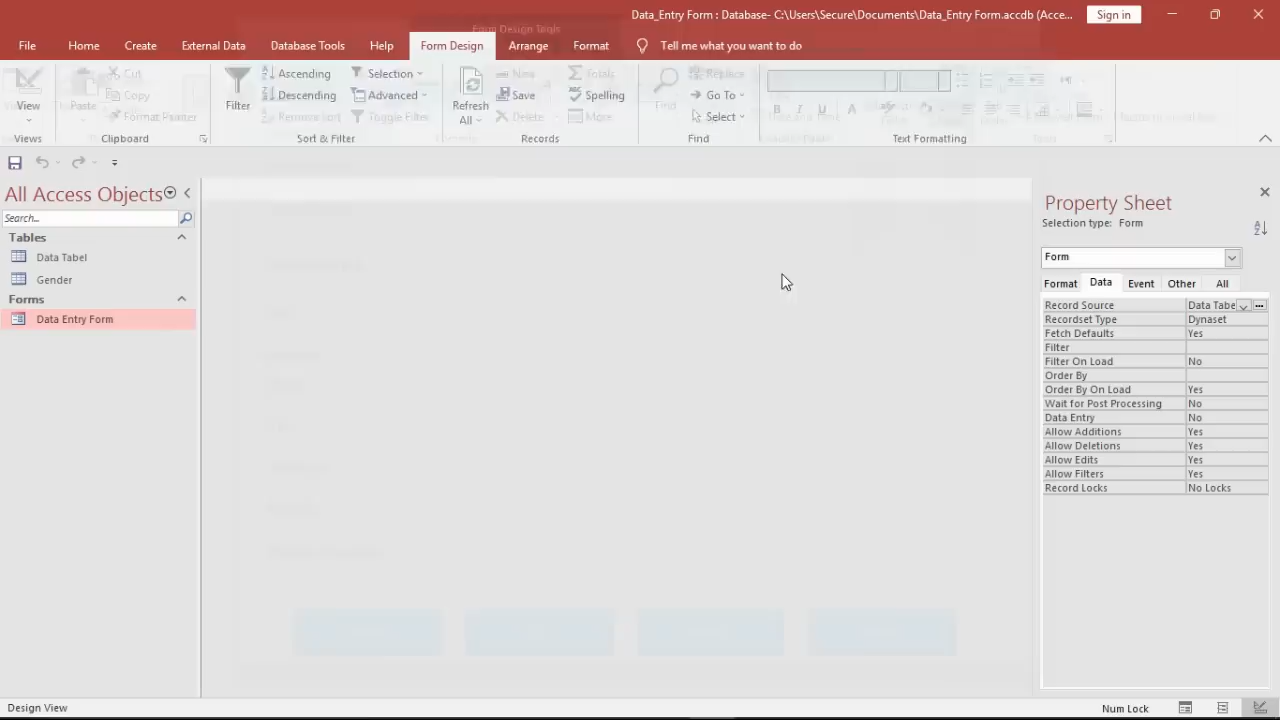 Data_Entry Form : Database- C:\Users\Secure\Documents\Data_Entry Form.accdb (Acce...
Sign in
Form Design Tools
File
Home
Create
External Data
Database Tools
Help
Form Design
Arrange
Format
Tell me what you want to do
View
Paste
Cut
Copy
Format Painter
Filter
Ascending
Descending
Selection
Advanced
Toggle Filter
Refresh
All
New
Save
Delete
Totals
Spelling
More
Find
Replace
Go To
Select
B
I
U
A
Views
Clipboard
Sort & Filter
Records
Find
Text Formatting
All Access Objects
Search...
Tables
Data Tabel
Gender
Forms
Data Entry Form
Property Sheet
Selection type: Form
Form
Format
Data
Event
Other
All
Record Source Data Tabe
Recordset Type Dynaset
Fetch Defaults Yes
Filter
Filter On Load No
Order By
Order By On Load Yes
Wait for Post Processing No
Data Entry No
Allow Additions Yes
Allow Deletions Yes
Allow Edits Yes
Allow Filters Yes
Record Locks No Locks
Design View
Num Lock